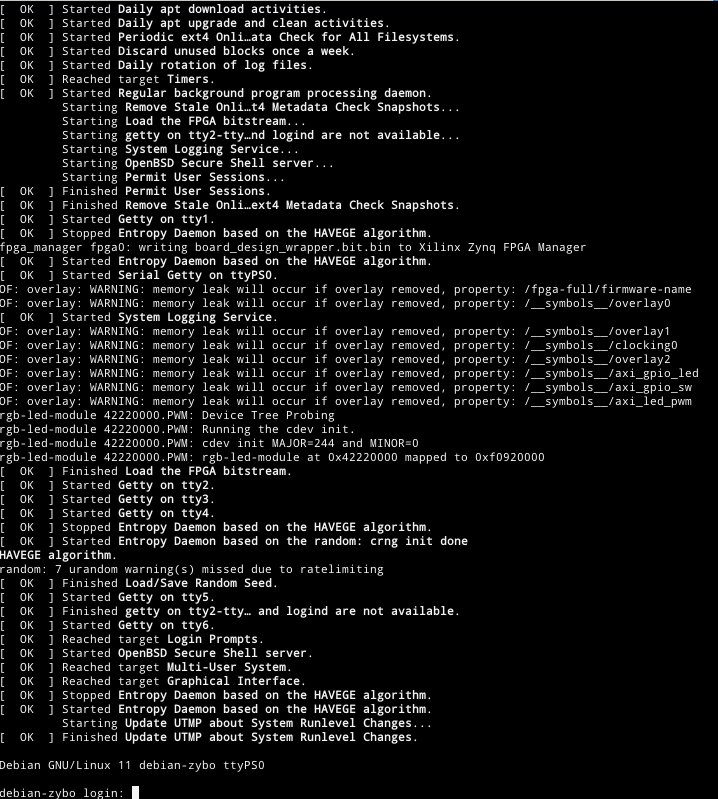 [  OK  ] Started Daily apt download activities.
[  OK  ] Started Daily apt upgrade and clean activities.
[  OK  ] Started Periodic ext4 Onli…ata Check for All Filesystems.
[  OK  ] Started Discard unused blocks once a week.
[  OK  ] Started Daily rotation of log files.
[  OK  ] Reached target Timers.
[  OK  ] Started Regular background program processing daemon.
         Starting Remove Stale Onli…t4 Metadata Check Snapshots...
         Starting Load the FPGA bitstream...
         Starting getty on tty2-tty…nd logind are not available...
         Starting System Logging Service...
         Starting OpenBSD Secure Shell server...
         Starting Permit User Sessions...
[  OK  ] Finished Permit User Sessions.
[  OK  ] Finished Remove Stale Onli…ext4 Metadata Check Snapshots.
[  OK  ] Started Getty on tty1.
[  OK  ] Stopped Entropy Daemon based on the HAVEGE algorithm.
fpga_manager fpga0: writing board_design_wrapper.bit.bin to Xilinx Zynq FPGA Manager
[  OK  ] Started Entropy Daemon based on the HAVEGE algorithm.
[  OK  ] Started Serial Getty on ttyPS0.
OF: overlay: WARNING: memory leak will occur if overlay removed, property: /fpga-full/firmware-name
OF: overlay: WARNING: memory leak will occur if overlay removed, property: /__symbols__/overlay0
[  OK  ] Started System Logging Service.
OF: overlay: WARNING: memory leak will occur if overlay removed, property: /__symbols__/overlay1
OF: overlay: WARNING: memory leak will occur if overlay removed, property: /__symbols__/clocking0
OF: overlay: WARNING: memory leak will occur if overlay removed, property: /__symbols__/overlay2
OF: overlay: WARNING: memory leak will occur if overlay removed, property: /__symbols__/axi_gpio_led
OF: overlay: WARNING: memory leak will occur if overlay removed, property: /__symbols__/axi_gpio_sw
OF: overlay: WARNING: memory leak will occur if overlay removed, property: /__symbols__/axi_led_pwm
rgb-led-module 42220000.PWM: Device Tree Probing
rgb-led-module 42220000.PWM: Running the cdev init.
rgb-led-module 42220000.PWM: cdev init MAJOR=244 and MINOR=0
rgb-led-module 42220000.PWM: rgb-led-module at 0x42220000 mapped to 0xf0920000
[  OK  ] Finished Load the FPGA bitstream.
[  OK  ] Started Getty on tty2.
[  OK  ] Started Getty on tty3.
[  OK  ] Started Getty on tty4.
[  OK  ] Stopped Entropy Daemon based on the HAVEGE algorithm.
[  OK  ] Started Entropy Daemon based on the random: crng init done
HAVEGE algorithm.
random: 7 urandom warning(s) missed due to ratelimiting
[  OK  ] Finished Load/Save Random Seed.
[  OK  ] Started Getty on tty5.
[  OK  ] Finished getty on tty2-tty… and logind are not available.
[  OK  ] Started Getty on tty6.
[  OK  ] Reached target Login Prompts.
[  OK  ] Started OpenBSD Secure Shell server.
[  OK  ] Reached target Multi-User System.
[  OK  ] Reached target Graphical Interface.
[  OK  ] Stopped Entropy Daemon based on the HAVEGE algorithm.
[  OK  ] Started Entropy Daemon based on the HAVEGE algorithm.
         Starting Update UTMP about System Runlevel Changes...
[  OK  ] Finished Update UTMP about System Runlevel Changes.
Debian GNU/Linux 11 debian-zybo ttyPS0
debian-zybo login: